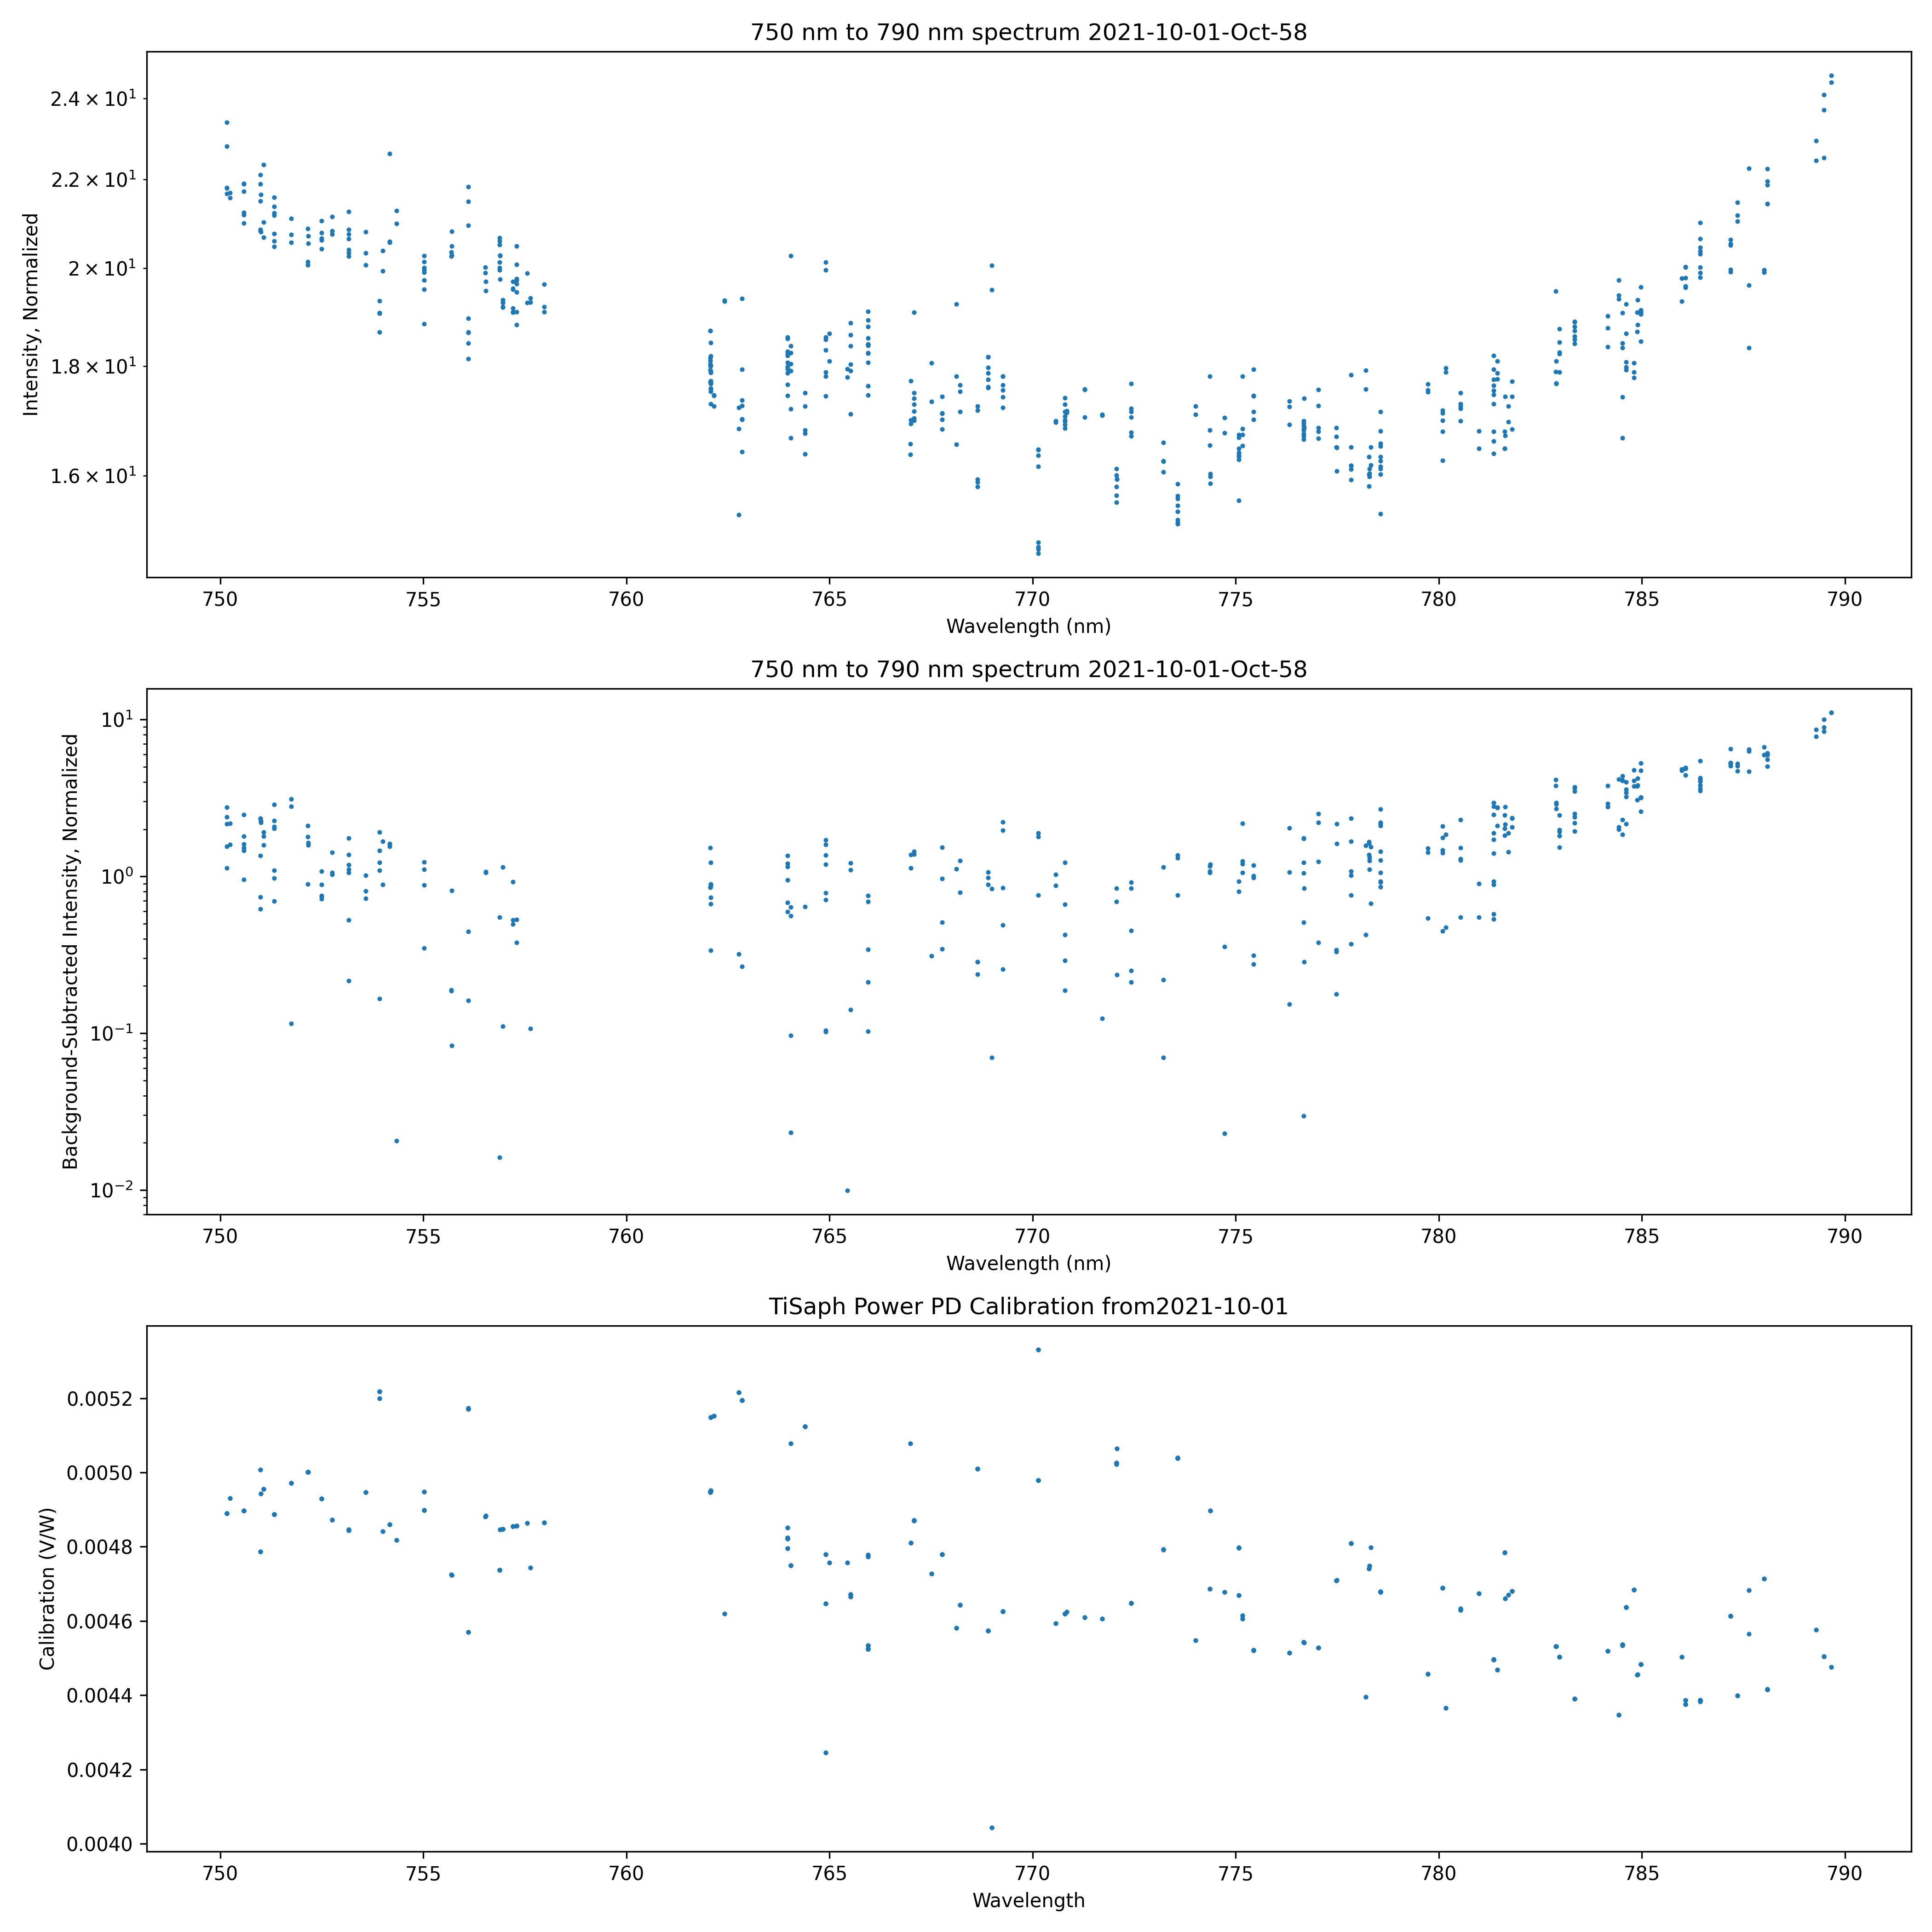 750 nm to 790 nm spectrum 2021-10-01-Oct-58
Intensity, Normalized
2.4 × 10¹
2.2 × 10¹
2 × 10¹
1.8 × 10¹
1.6 × 10¹
750 755 760 765 770 775 780 785 790
Wavelength (nm)
750 nm to 790 nm spectrum 2021-10-01-Oct-58
Background-Subtracted Intensity, Normalized
10¹
10⁰
10⁻¹
10⁻²
750 755 760 765 770 775 780 785 790
Wavelength (nm)
TiSaph Power PD Calibration from2021-10-01
Calibration (V/W)
0.0052
0.0050
0.0048
0.0046
0.0044
0.0042
0.0040
750 755 760 765 770 775 780 785 790
Wavelength